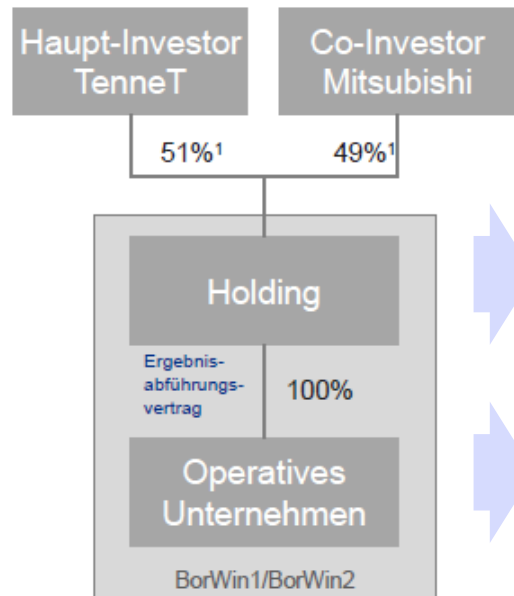 Haupt-Investor
TenneT
Co-Investor
Mitsubishi
51%¹
49%¹
Holding
Ergebnis-
abführungs-
vertrag
100%
Operatives
Unternehmen
BorWin1/BorWin2